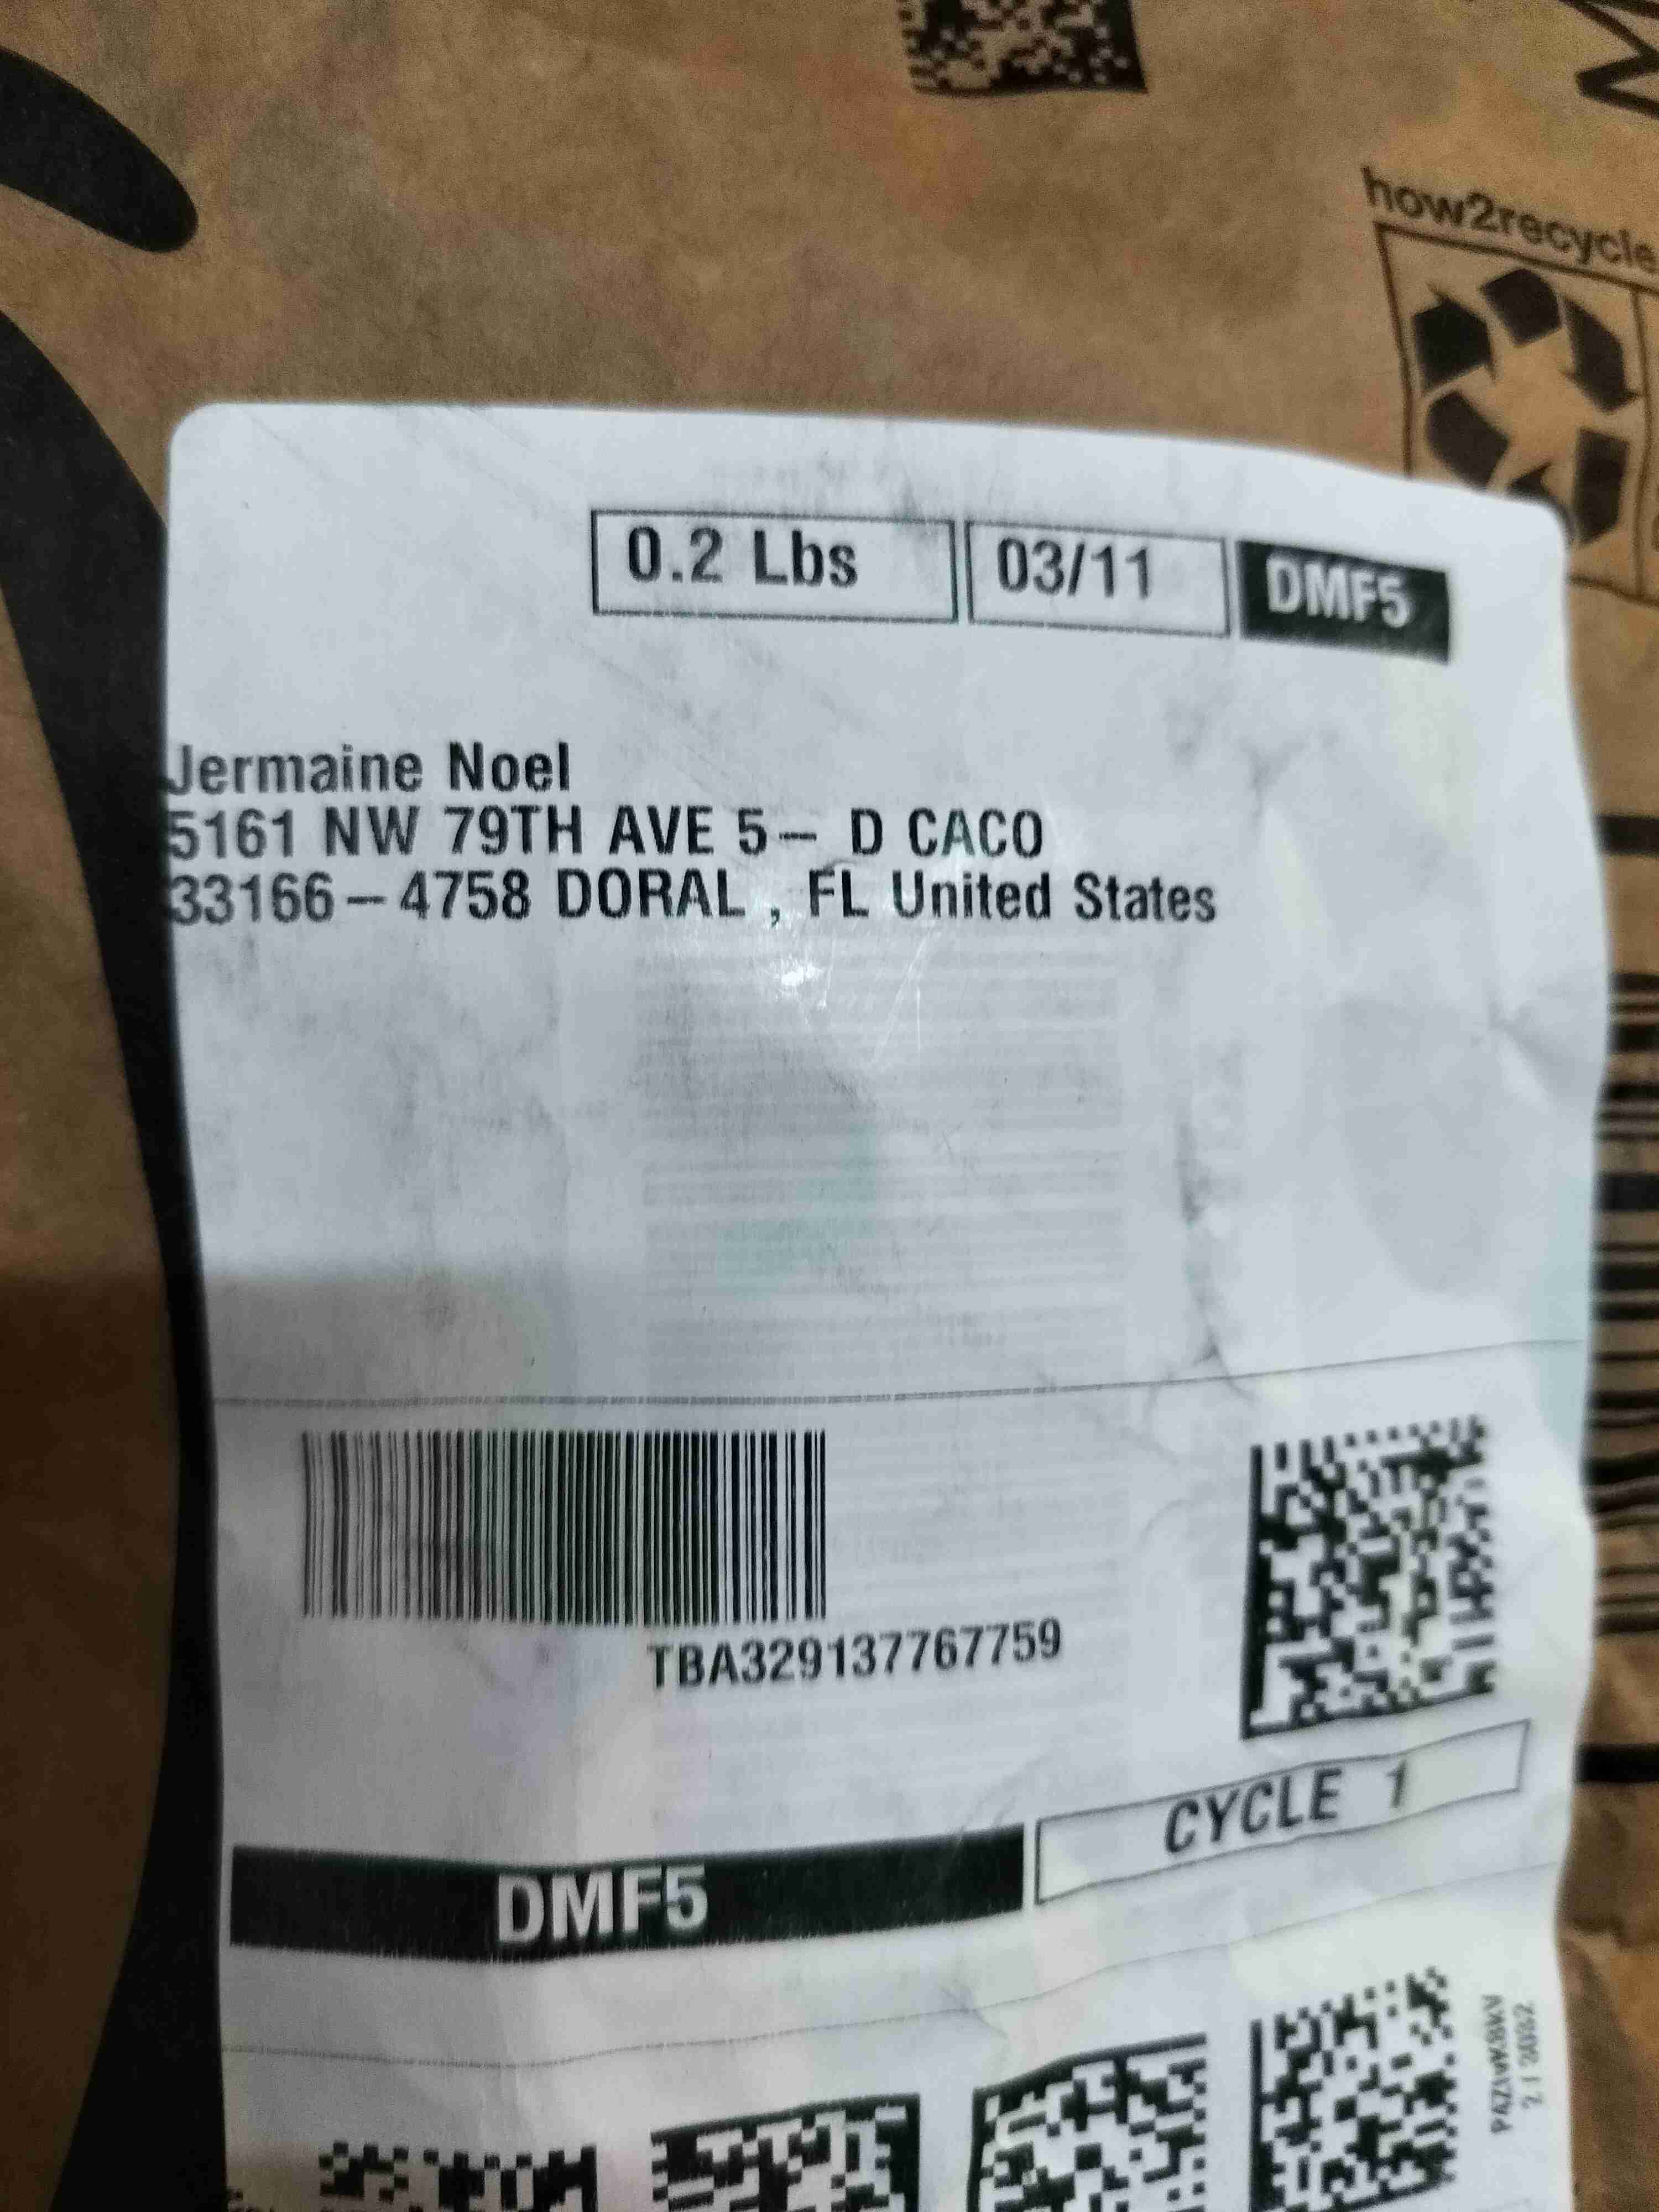 how2recycle
0.2 Lbs 03/11 DMF5
Jermaine Noel
5161 NW 79TH AVE 5- D CACO
33166-4758 DORAL , FL United States
TBA329137767759
CYCLE 1
DMF5